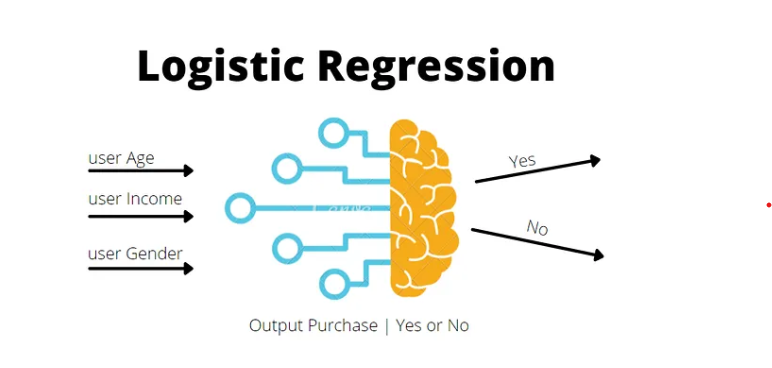 Logistic Regression
user Age
user Income
user Gender
Yes
No
Output Purchase | Yes or No